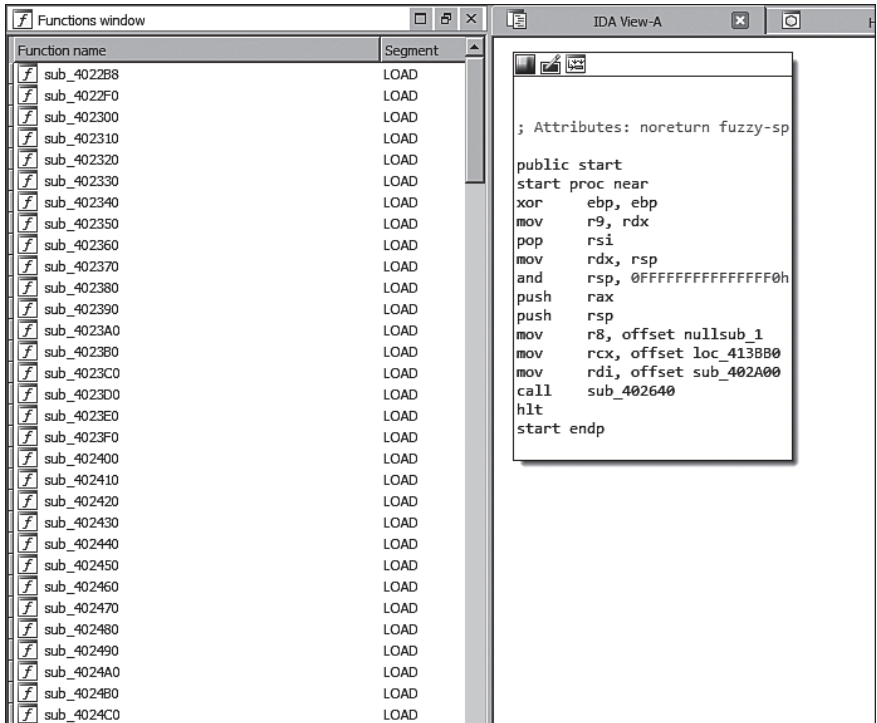 Functions window
Function name Segment
sub_4022B8 LOAD
sub_4022F0 LOAD
sub_402300 LOAD
sub_402310 LOAD
sub_402320 LOAD
sub_402330 LOAD
sub_402340 LOAD
sub_402350 LOAD
sub_402360 LOAD
sub_402370 LOAD
sub_402380 LOAD
sub_402390 LOAD
sub_4023A0 LOAD
sub_4023B0 LOAD
sub_4023C0 LOAD
sub_4023D0 LOAD
sub_4023E0 LOAD
sub_4023F0 LOAD
sub_402400 LOAD
sub_402410 LOAD
sub_402420 LOAD
sub_402430 LOAD
sub_402440 LOAD
sub_402450 LOAD
sub_402460 LOAD
sub_402470 LOAD
sub_402480 LOAD
sub_402490 LOAD
sub_4024A0 LOAD
sub_4024B0 LOAD
sub_4024C0 LOAD
IDA View-A
; Attributes: noreturn fuzzy-sp
public start
start proc near
xor ebp, ebp
mov r9, rdx
pop rsi
mov rdx, rsp
and rsp, 0FFFFFFFFFFFFFFF0h
push rax
push rsp
mov r8, offset nullsub_1
mov rcx, offset loc_413BB0
mov rdi, offset sub_402A00
call sub_402640
hlt
start endp